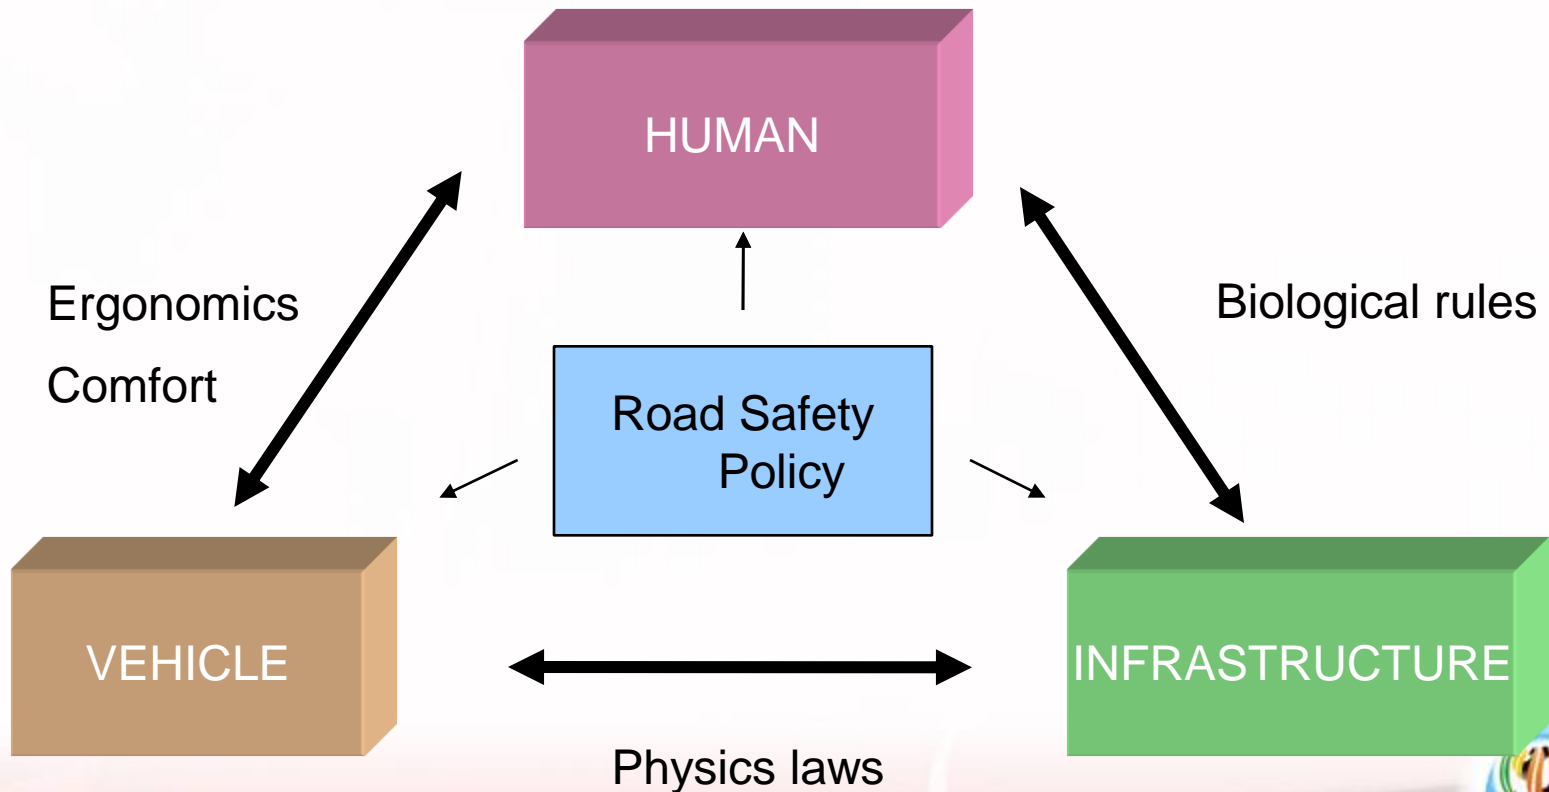 HUMAN
Ergonomics
Comfort
Biological rules
Road Safety
Policy
VEHICLE
INFRASTRUCTURE
Physics laws